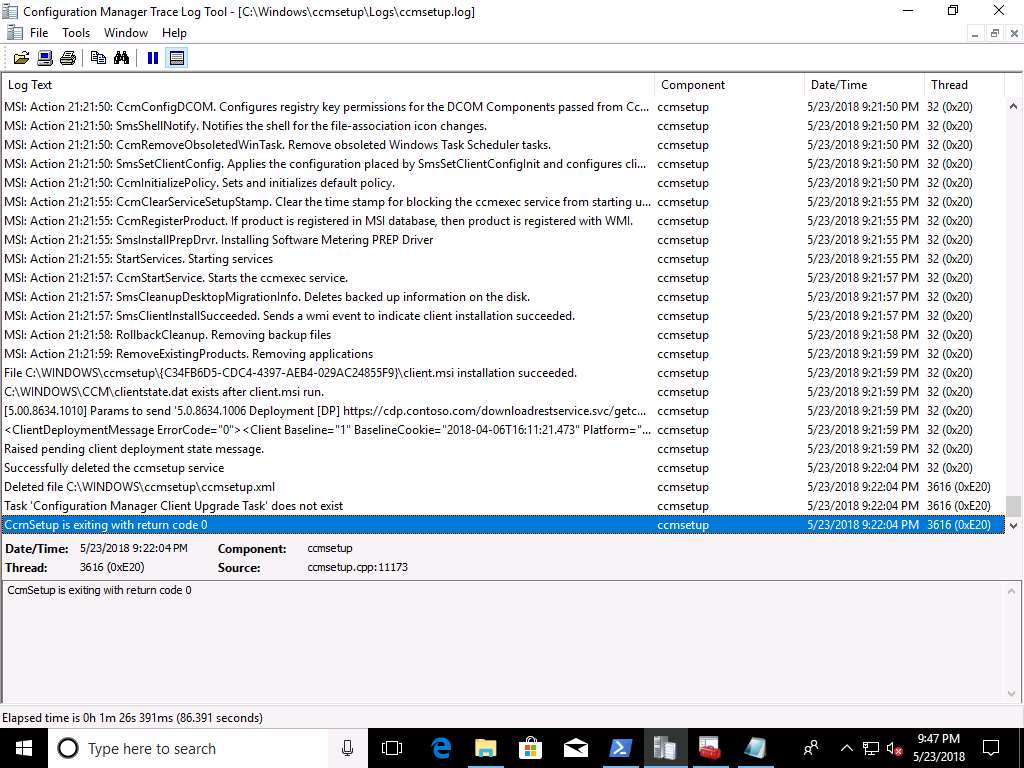 Configuration Manager Trace Log Tool - [C:\Windows\ccmsetup\Logs\ccmsetup.log]
File Tools Window Help
Log Text Component Date/Time Thread
MSI: Action 21:21:50: CcmConfigDCOM. Configures registry key permissions for the DCOM Components passed from Cc... ccmsetup 5/23/2018 9:21:50 PM 32 (0x20)
MSI: Action 21:21:50: SmsShellNotify. Notifies the shell for the file-association icon changes. ccmsetup 5/23/2018 9:21:50 PM 32 (0x20)
MSI: Action 21:21:50: CcmRemoveObsoletedWinTask. Remove obsoleted Windows Task Scheduler tasks. ccmsetup 5/23/2018 9:21:50 PM 32 (0x20)
MSI: Action 21:21:50: SmsSetClientConfig. Applies the configuration placed by SmsSetClientConfigInit and configures cli... ccmsetup 5/23/2018 9:21:50 PM 32 (0x20)
MSI: Action 21:21:50: CcmInitializePolicy. Sets and initializes default policy. ccmsetup 5/23/2018 9:21:50 PM 32 (0x20)
MSI: Action 21:21:55: CcmClearServiceSetupStamp. Clear the time stamp for blocking the ccmexec service from starting u... ccmsetup 5/23/2018 9:21:55 PM 32 (0x20)
MSI: Action 21:21:55: CcmRegisterProduct. If product is registered in MSI database, then product is registered with WMI. ccmsetup 5/23/2018 9:21:55 PM 32 (0x20)
MSI: Action 21:21:55: SmsInstallPrepDrvr. Installing Software Metering PREP Driver ccmsetup 5/23/2018 9:21:55 PM 32 (0x20)
MSI: Action 21:21:55: StartServices. Starting services ccmsetup 5/23/2018 9:21:55 PM 32 (0x20)
MSI: Action 21:21:57: CcmStartService. Starts the ccmexec service. ccmsetup 5/23/2018 9:21:57 PM 32 (0x20)
MSI: Action 21:21:57: SmsCleanupDesktopMigrationInfo. Deletes backed up information on the disk. ccmsetup 5/23/2018 9:21:57 PM 32 (0x20)
MSI: Action 21:21:57: SmsClientInstallSucceeded. Sends a wmi event to indicate client installation succeeded. ccmsetup 5/23/2018 9:21:57 PM 32 (0x20)
MSI: Action 21:21:58: RollbackCleanup. Removing backup files ccmsetup 5/23/2018 9:21:58 PM 32 (0x20)
MSI: Action 21:21:59: RemoveExistingProducts. Removing applications ccmsetup 5/23/2018 9:21:59 PM 32 (0x20)
File C:\WINDOWS\ccmsetup\{C34FB6D5-CDC4-4397-AEB4-029AC24855F9}\client.msi installation succeeded. ccmsetup 5/23/2018 9:21:59 PM 32 (0x20)
C:\WINDOWS\CCM\clientstate.dat exists after client.msi run. ccmsetup 5/23/2018 9:21:59 PM 32 (0x20)
[5.00.8634.1010] Params to send '5.0.8634.1006 Deployment [DP] https://cdp.contoso.com/downloadrestservice.svc/getc... ccmsetup 5/23/2018 9:21:59 PM 32 (0x20)
<ClientDeploymentMessage ErrorCode="0"><Client Baseline="1" BaselineCookie="2018-04-06T16:11:21.473" Platform="... ccmsetup 5/23/2018 9:21:59 PM 32 (0x20)
Raised pending client deployment state message. ccmsetup 5/23/2018 9:21:59 PM 32 (0x20)
Successfully deleted the ccmsetup service ccmsetup 5/23/2018 9:22:04 PM 32 (0x20)
Deleted file C:\WINDOWS\ccmsetup\ccmsetup.xml ccmsetup 5/23/2018 9:22:04 PM 3616 (0xE20)
Task 'Configuration Manager Client Upgrade Task' does not exist ccmsetup 5/23/2018 9:22:04 PM 3616 (0xE20)
CcmSetup is exiting with return code 0 ccmsetup 5/23/2018 9:22:04 PM 3616 (0xE20)
Date/Time: 5/23/2018 9:22:04 PM Component: ccmsetup
Thread: 3616 (0xE20) Source: ccmsetup.cpp:11173
CcmSetup is exiting with return code 0
Elapsed time is 0h 1m 26s 391ms (86.391 seconds)
Type here to search
9:47 PM
5/23/2018